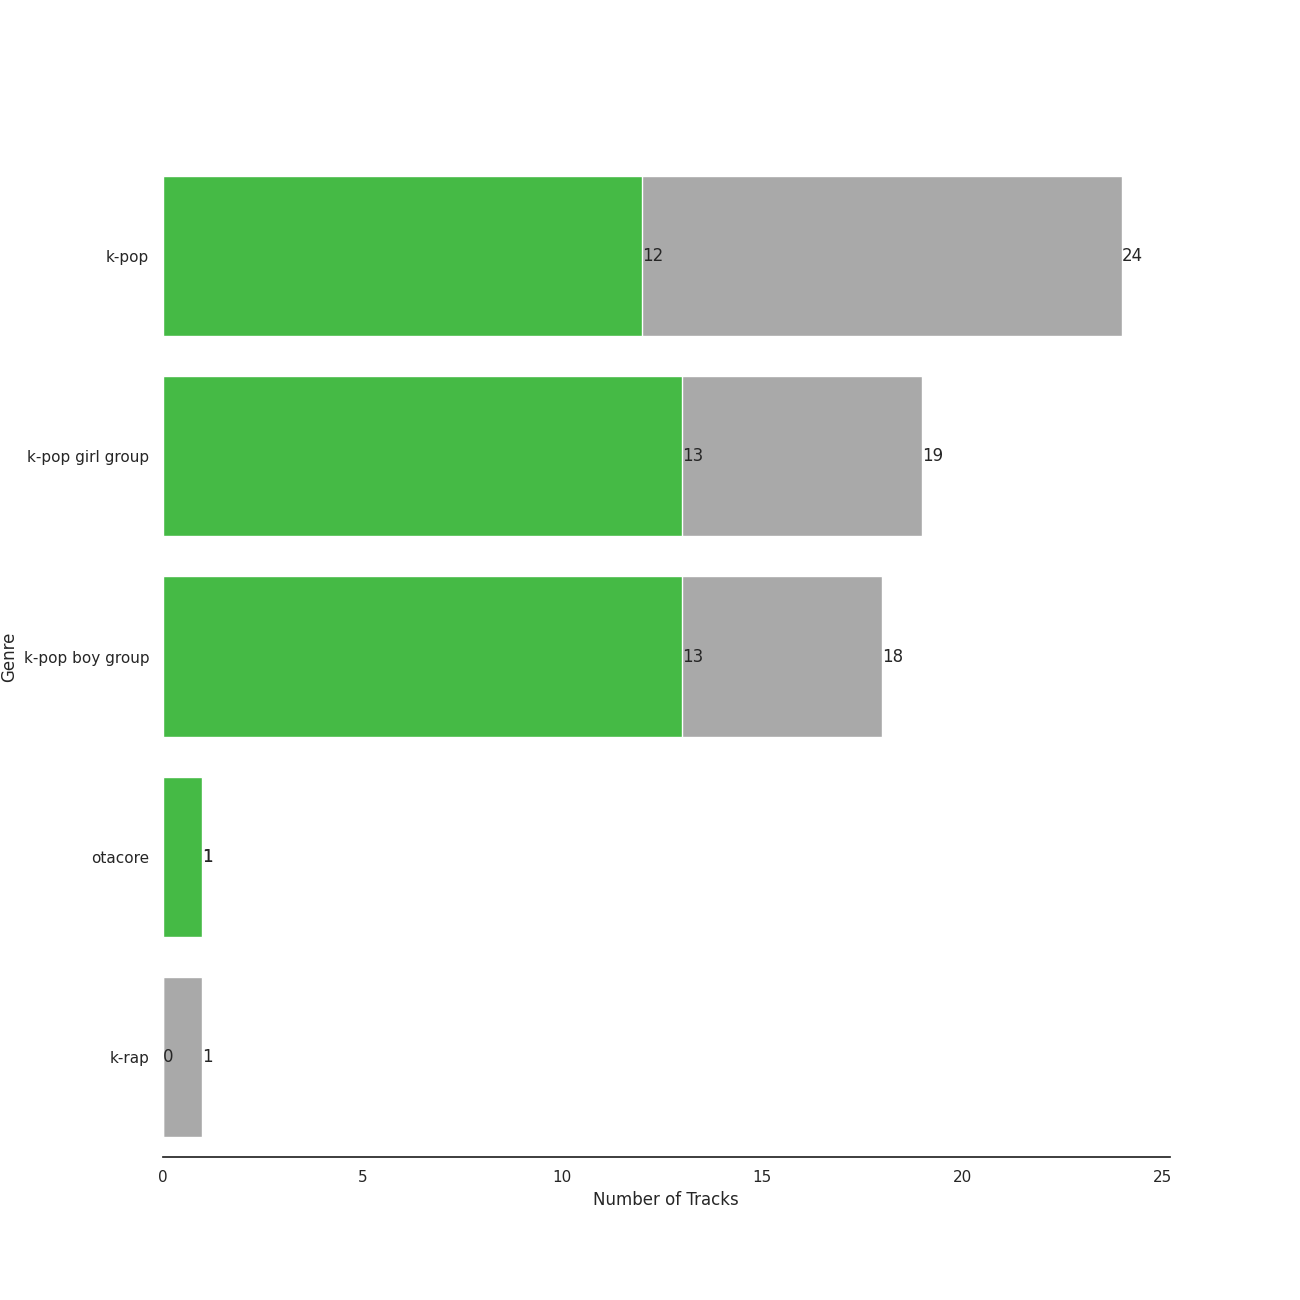 k-pop
12
24
k-pop girl group
13
19
Genre
k-pop boy group
13
18
otacore
1
k-rap
0
1
0 5 10 15 20 25
Number of Tracks